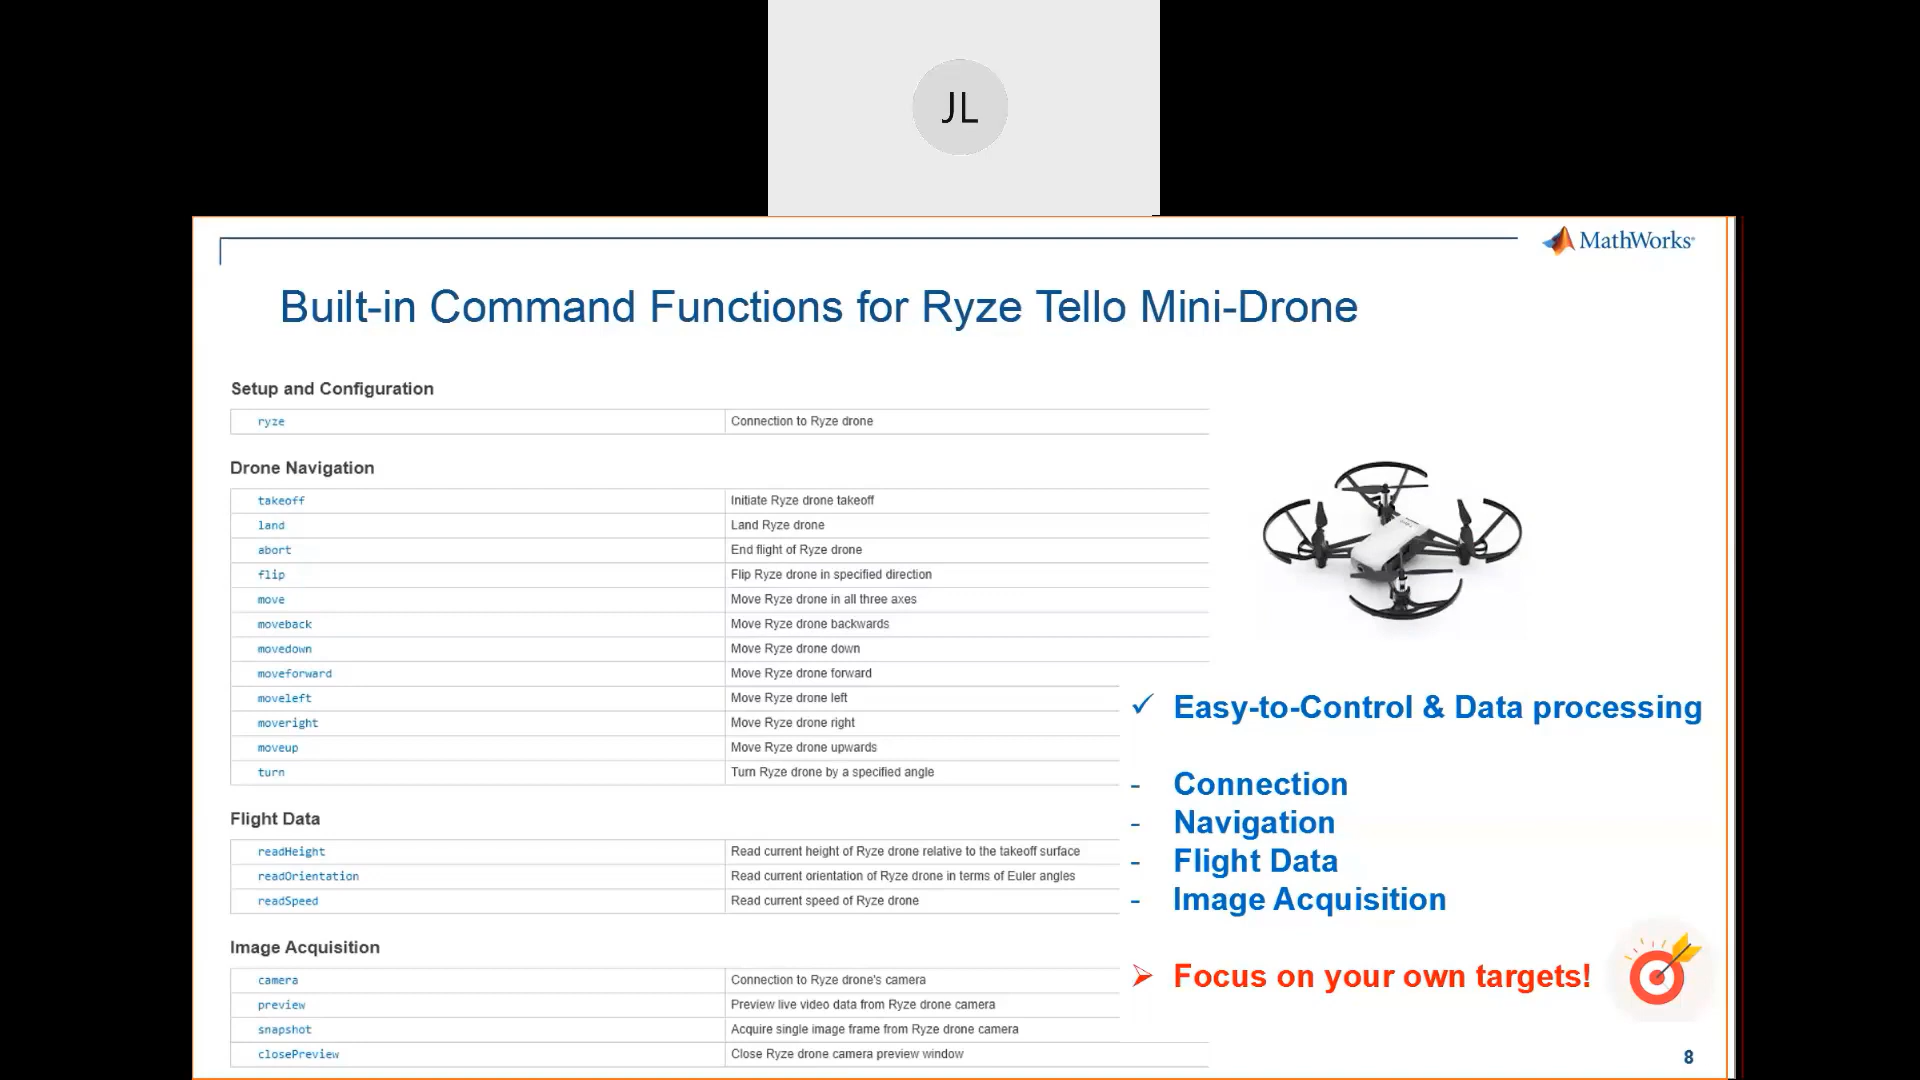 JL
MathWorks®
Built-in Command Functions for Ryze Tello Mini-Drone
Setup and Configuration
ryze Connection to Ryze drone
Drone Navigation
takeoff Initiate Ryze drone takeoff
land Land Ryze drone
abort End flight of Ryze drone
flip Flip Ryze drone in specified direction
move Move Ryze drone in all three axes
moveback Move Ryze drone backwards
movedown Move Ryze drone down
moveforward Move Ryze drone forward
moveleft Move Ryze drone left
moveright Move Ryze drone right
moveup Move Ryze drone upwards
turn Turn Ryze drone by a specified angle
Flight Data
readHeight Read current height of Ryze drone relative to the takeoff surface
readOrientation Read current orientation of Ryze drone in terms of Euler angles
readSpeed Read current speed of Ryze drone
Image Acquisition
camera Connection to Ryze drone's camera
preview Preview live video data from Ryze drone camera
snapshot Acquire single image frame from Ryze drone camera
closePreview Close Ryze drone camera preview window
✓ Easy-to-Control & Data processing
- Connection
- Navigation
- Flight Data
- Image Acquisition
➢ Focus on your own targets!
8